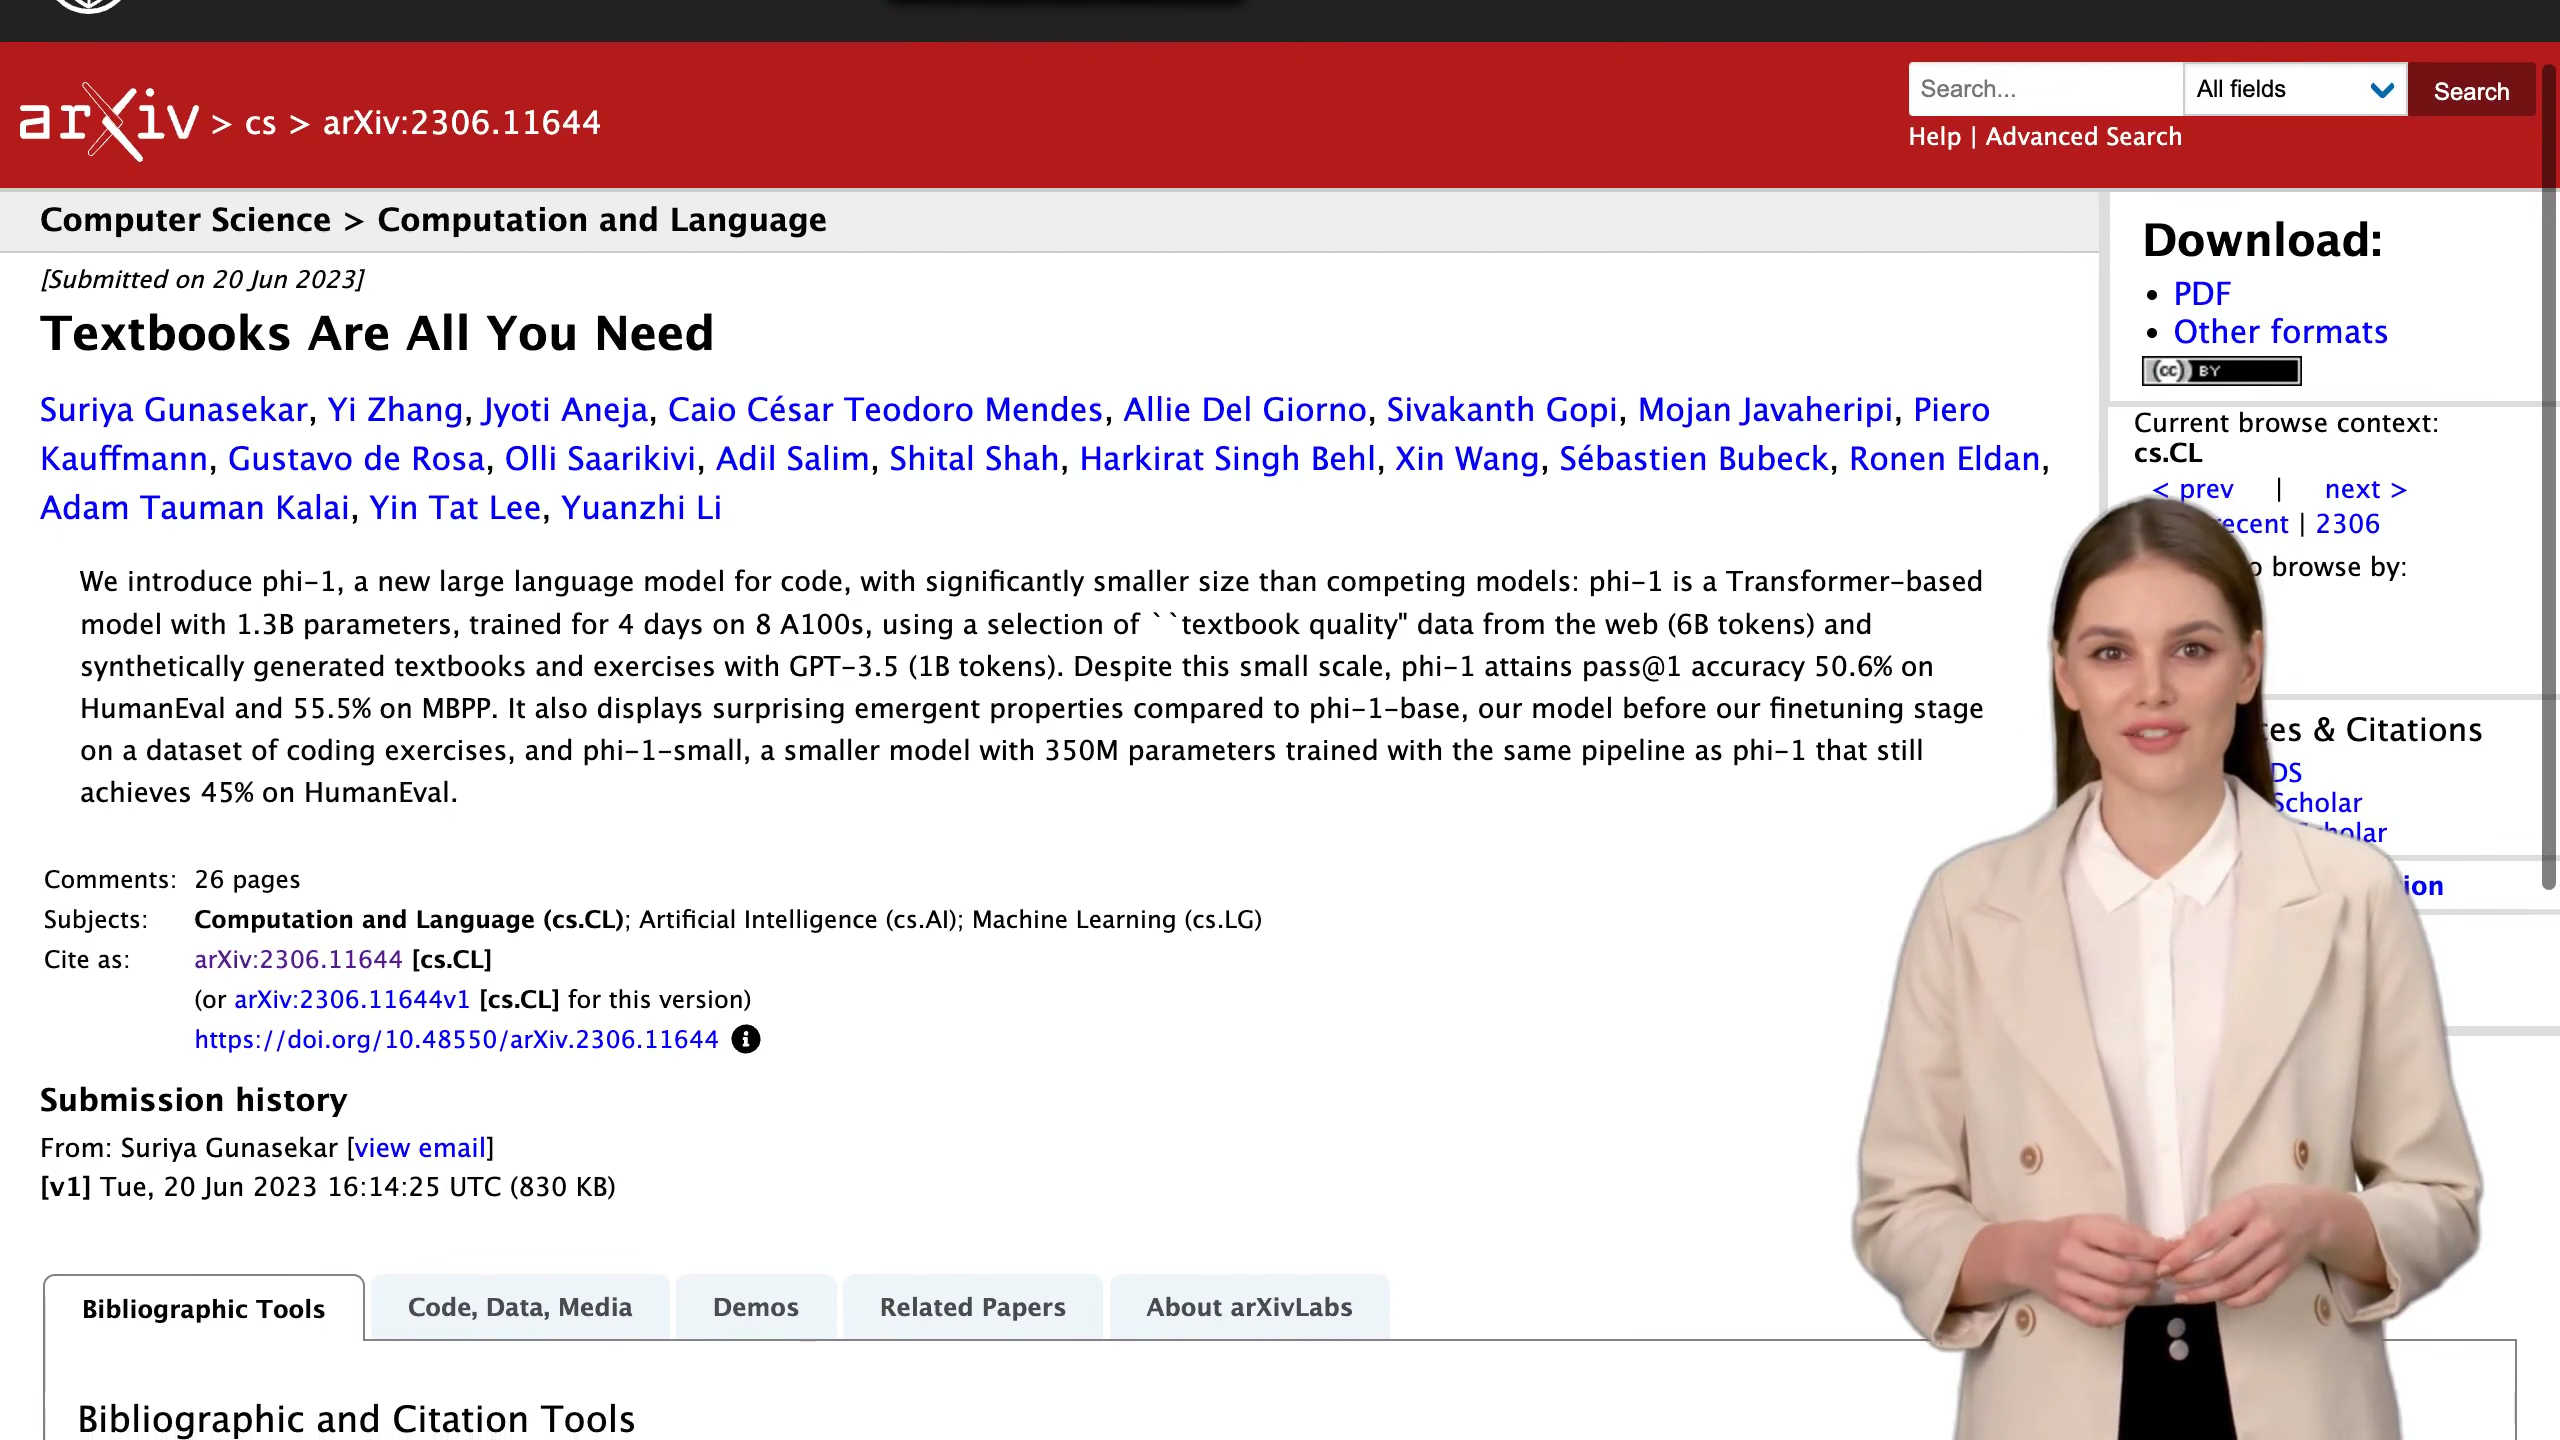 arXiv > cs > arXiv:2306.11644
Search... All fields Search
Help | Advanced Search
Computer Science > Computation and Language
[Submitted on 20 Jun 2023]
Textbooks Are All You Need
Suriya Gunasekar, Yi Zhang, Jyoti Aneja, Caio César Teodoro Mendes, Allie Del Giorno, Sivakanth Gopi, Mojan Javaheripi, Piero
Kauffmann, Gustavo de Rosa, Olli Saarikivi, Adil Salim, Shital Shah, Harkirat Singh Behl, Xin Wang, Sébastien Bubeck, Ronen Eldan,
Adam Tauman Kalai, Yin Tat Lee, Yuanzhi Li
We introduce phi-1, a new large language model for code, with significantly smaller size than competing models: phi-1 is a Transformer-based
model with 1.3B parameters, trained for 4 days on 8 A100s, using a selection of ``textbook quality" data from the web (6B tokens) and
synthetically generated textbooks and exercises with GPT-3.5 (1B tokens). Despite this small scale, phi-1 attains pass@1 accuracy 50.6% on
HumanEval and 55.5% on MBPP. It also displays surprising emergent properties compared to phi-1-base, our model before our finetuning stage
on a dataset of coding exercises, and phi-1-small, a smaller model with 350M parameters trained with the same pipeline as phi-1 that still
achieves 45% on HumanEval.
Comments: 26 pages
Subjects: Computation and Language (cs.CL); Artificial Intelligence (cs.AI); Machine Learning (cs.LG)
Cite as: arXiv:2306.11644 [cs.CL]
(or arXiv:2306.11644v1 [cs.CL] for this version)
https://doi.org/10.48550/arXiv.2306.11644
Submission history
From: Suriya Gunasekar [view email]
[v1] Tue, 20 Jun 2023 16:14:25 UTC (830 KB)
Bibliographic Tools Code, Data, Media Demos Related Papers About arXivLabs
Bibliographic and Citation Tools
Download:
• PDF
• Other formats
(cc) BY
Current browse context:
cs.CL
< prev | next >
| 2306
browse by:
& Citations
Scholar